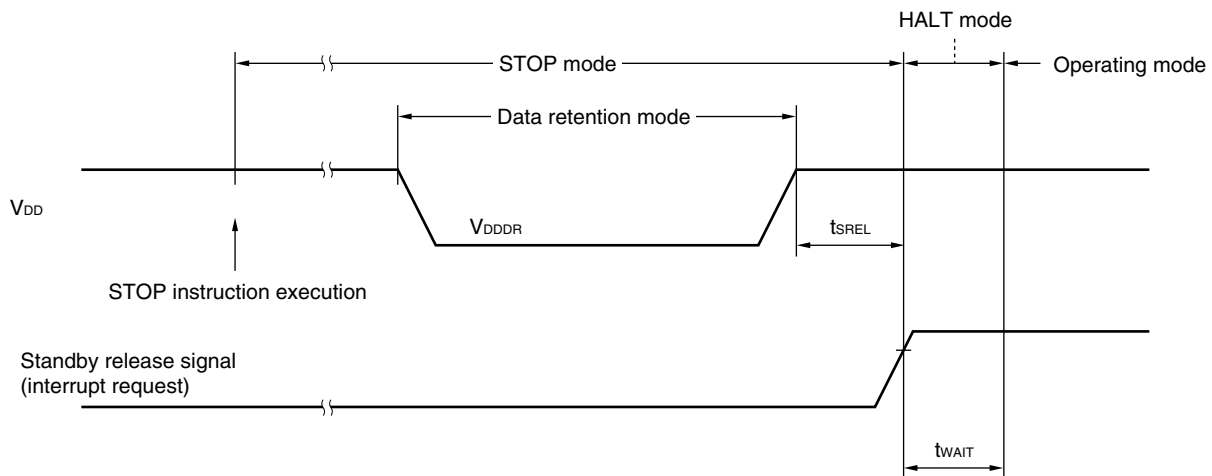 HALT mode
STOP mode
Operating mode
Data retention mode
VDD
VDDDR
tSREL
STOP instruction execution
Standby release signal
(interrupt request)
tWAIT